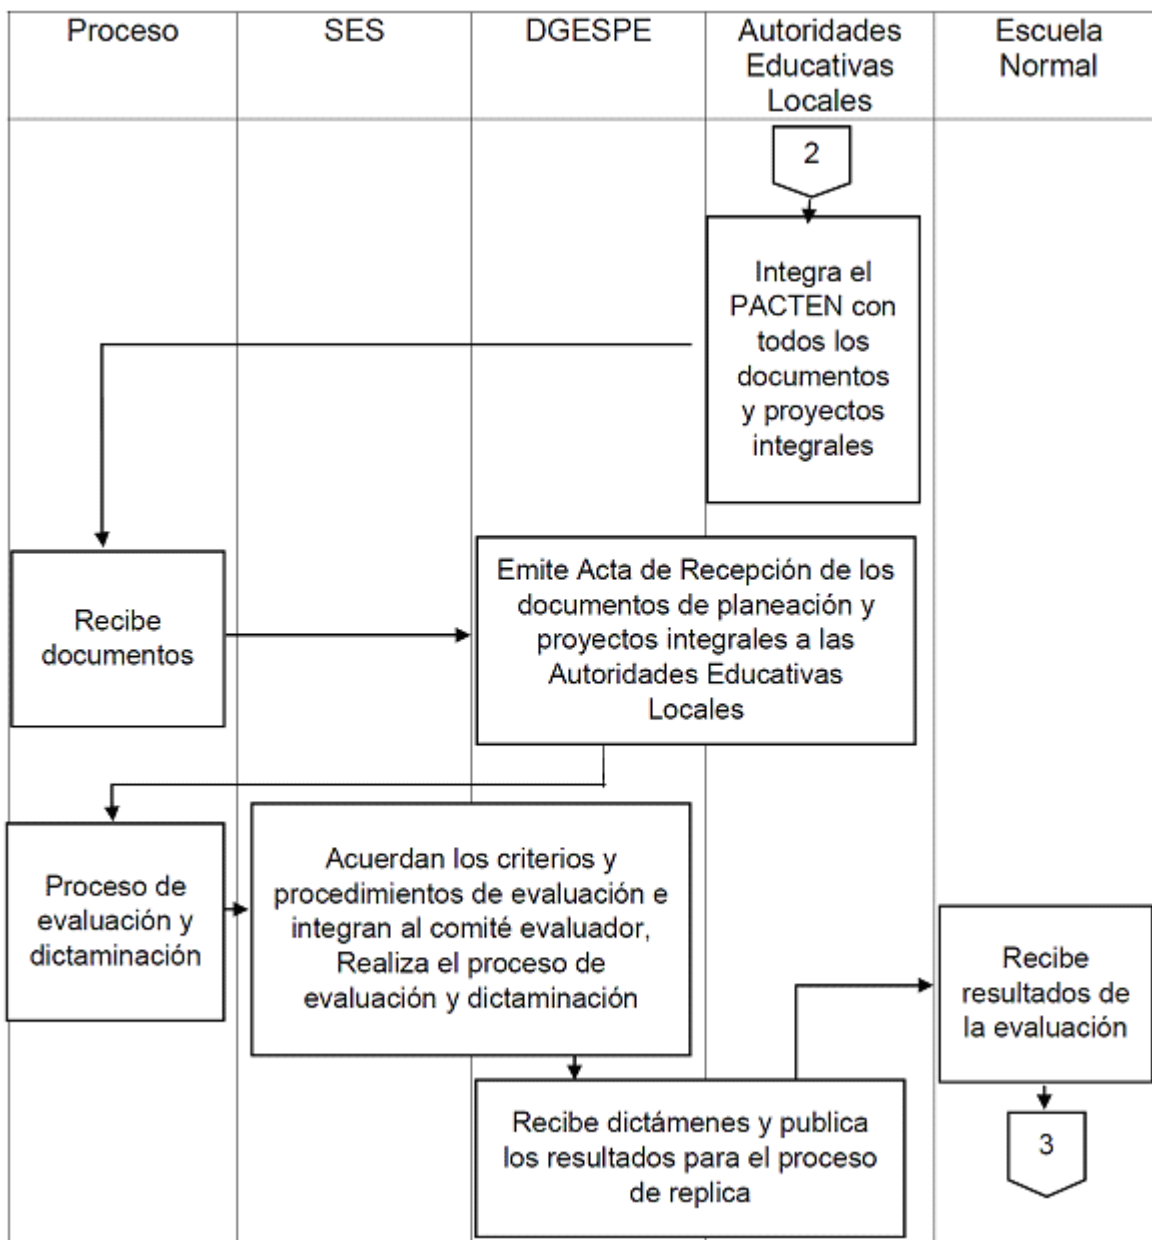 Proceso
SES
DGESPE
Autoridades
Educativas
Locales
Escuela
Normal
2
Integra el
PACTEN con
todos los
documentos
y proyectos
integrales
Recibe
documentos
Emite Acta de Recepción de los
documentos de planeación y
proyectos integrales a las
Autoridades Educativas
Locales
Proceso de
evaluación y
dictaminación
Acuerdan los criterios y
procedimientos de evaluación e
integran al comité evaluador,
Realiza el proceso de
evaluación y dictaminación
Recibe
resultados de
la evaluación
Recibe dictámenes y publica
los resultados para el proceso
de replica
3